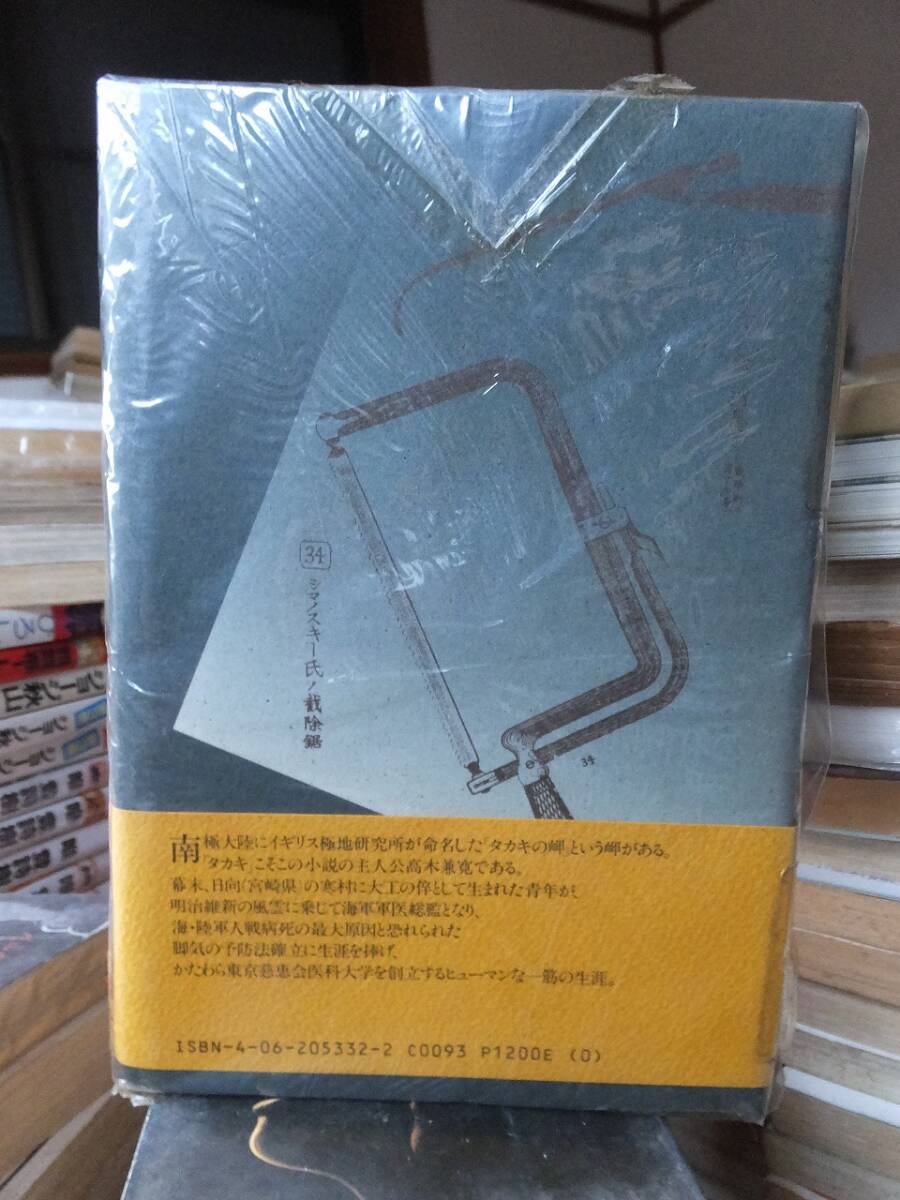 34
シマノスキー氏ノ截除鋸
34
南極大陸にイギリス極地研究所が命名した「タカキの岬」という岬がある。
「タカキ」こそこの小説の主人公高木兼寛である。
幕末、日向(宮崎県)の寒村に大工の倅として生まれた青年が、
明治維新の風雲に乗じて海軍軍医総監となり、
海・陸軍人戦病死の最大原因と恐れられた
脚気の予防法確立に生涯を捧げ、
かたわら東京慈恵会医科大学を創立するヒューマンな一筋の生涯。
ISBN4-06-205332-2 C0093 P1200E (0)
ショージ秋山